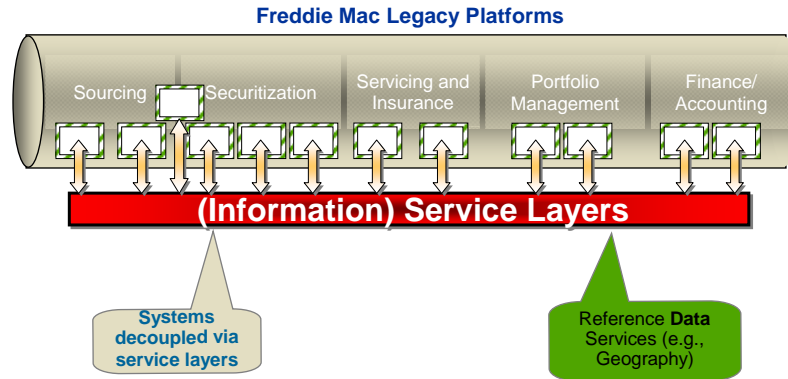 Freddie Mac Legacy Platforms
Sourcing
Securitization
Servicing and
Insurance
Portfolio
Management
Finance/
Accounting
(Information) Service Layers
Systems
decoupled via
service layers
Reference Data
Services (e.g.,
Geography)